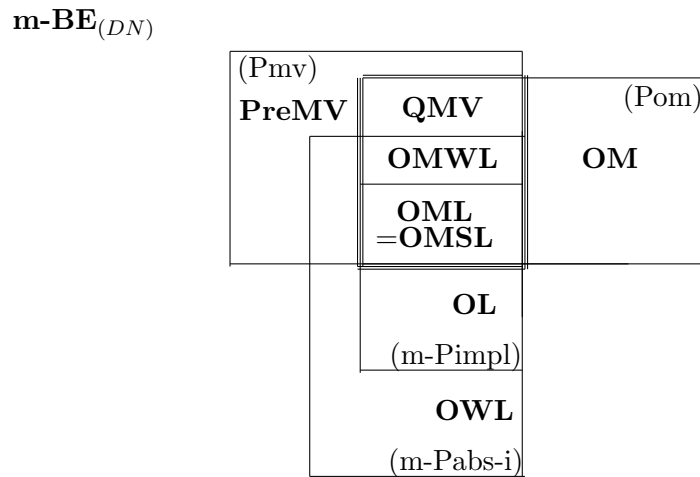 m-BE(DN)
(Pmv)
PreMV QMV (Pom)
OMWL OM
OML
=OMSL
OL
(m-Pimpl)
OWL
(m-Pabs-i)